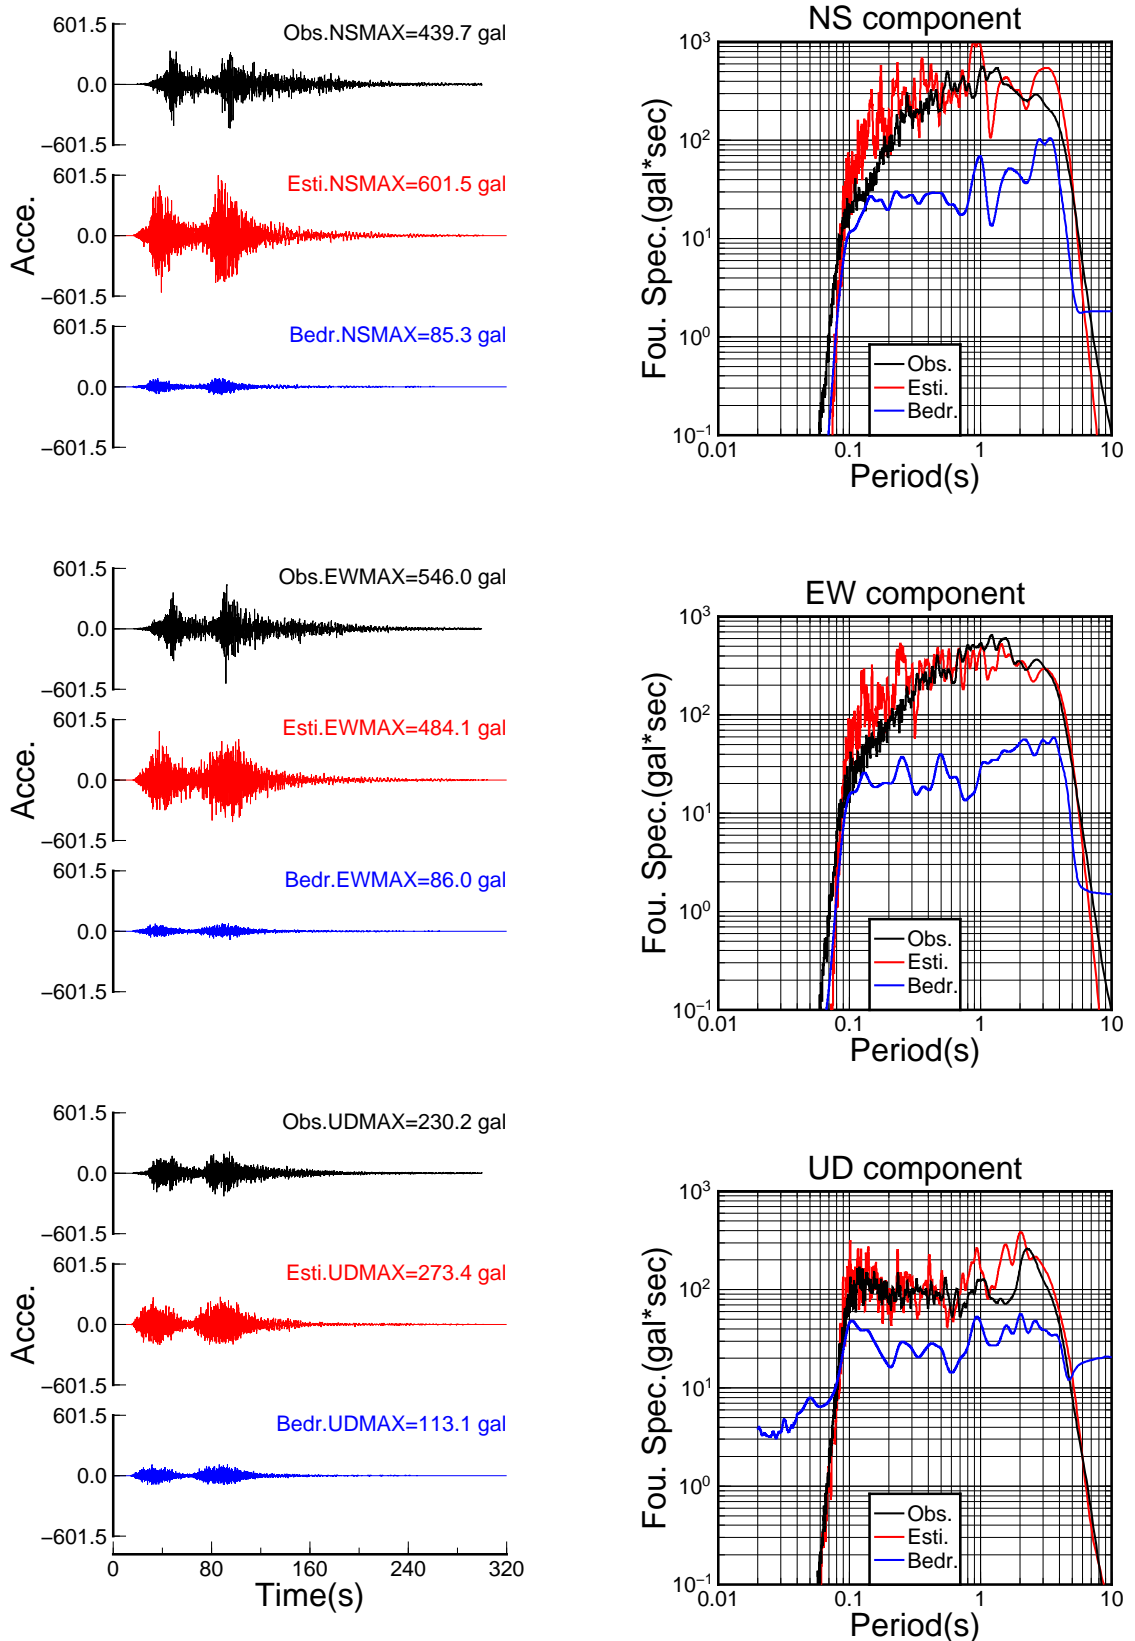 601.5
0.0
−601.5
Obs.NSMAX=439.7 gal
601.5
0.0
−601.5
Esti.NSMAX=601.5 gal
601.5
0.0
−601.5
Bedr.NSMAX=85.3 gal
Acce.
NS component
10³
10²
10¹
10⁰
10⁻¹
0.01 0.1 1 10
Period(s)
Fou. Spec.(gal*sec)
Obs.
Esti.
Bedr.
601.5
0.0
−601.5
Obs.EWMAX=546.0 gal
601.5
0.0
−601.5
Esti.EWMAX=484.1 gal
601.5
0.0
−601.5
Bedr.EWMAX=86.0 gal
Acce.
EW component
10³
10²
10¹
10⁰
10⁻¹
0.01 0.1 1 10
Period(s)
Fou. Spec.(gal*sec)
Obs.
Esti.
Bedr.
601.5
0.0
−601.5
Obs.UDMAX=230.2 gal
601.5
0.0
−601.5
Esti.UDMAX=273.4 gal
601.5
0.0
−601.5
Bedr.UDMAX=113.1 gal
Acce.
0 80 160 240 320
Time(s)
UD component
10³
10²
10¹
10⁰
10⁻¹
0.01 0.1 1 10
Period(s)
Fou. Spec.(gal*sec)
Obs.
Esti.
Bedr.